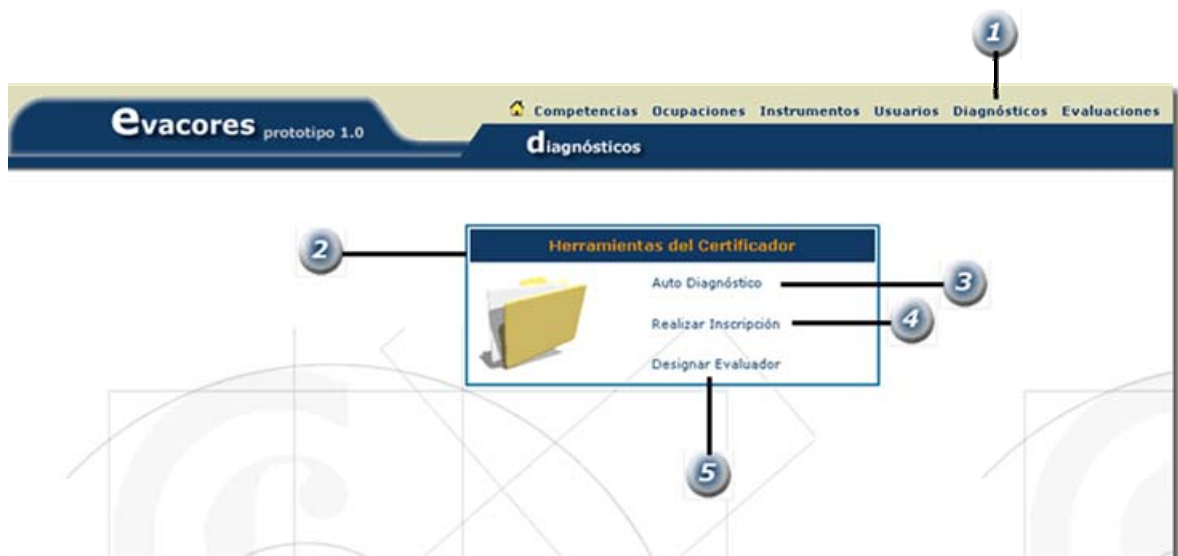 1
evacores prototipo 1.0
Competencias Ocupaciones Instrumentos Usuarios Diagnósticos Evaluaciones
diagnósticos
2
Herramientas del Certificador
Auto Diagnóstico
3
Realizar Inscripción
4
Designar Evaluador
5